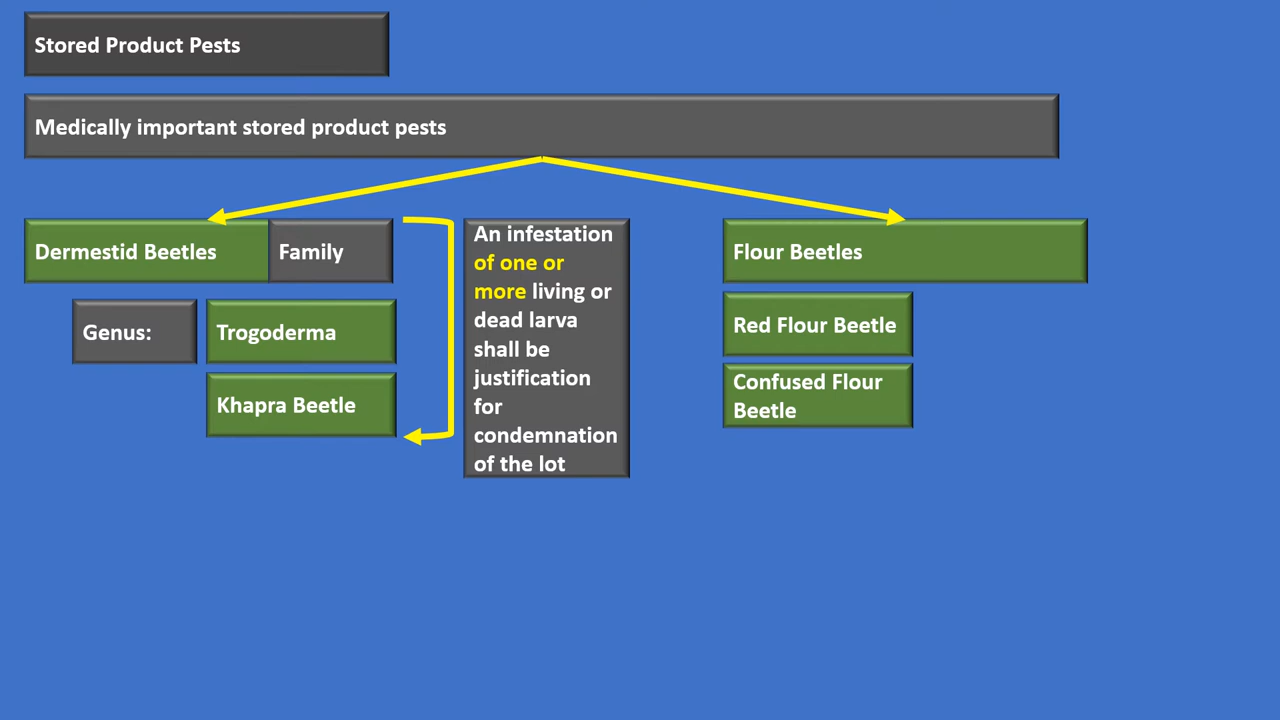 Stored Product Pests
Medically important stored product pests
Dermestid Beetles
Family
Genus:
Trogoderma
Khapra Beetle
An infestation
of one or
more living or
dead larva
shall be
justification
for
condemnation
of the lot
Flour Beetles
Red Flour Beetle
Confused Flour
Beetle